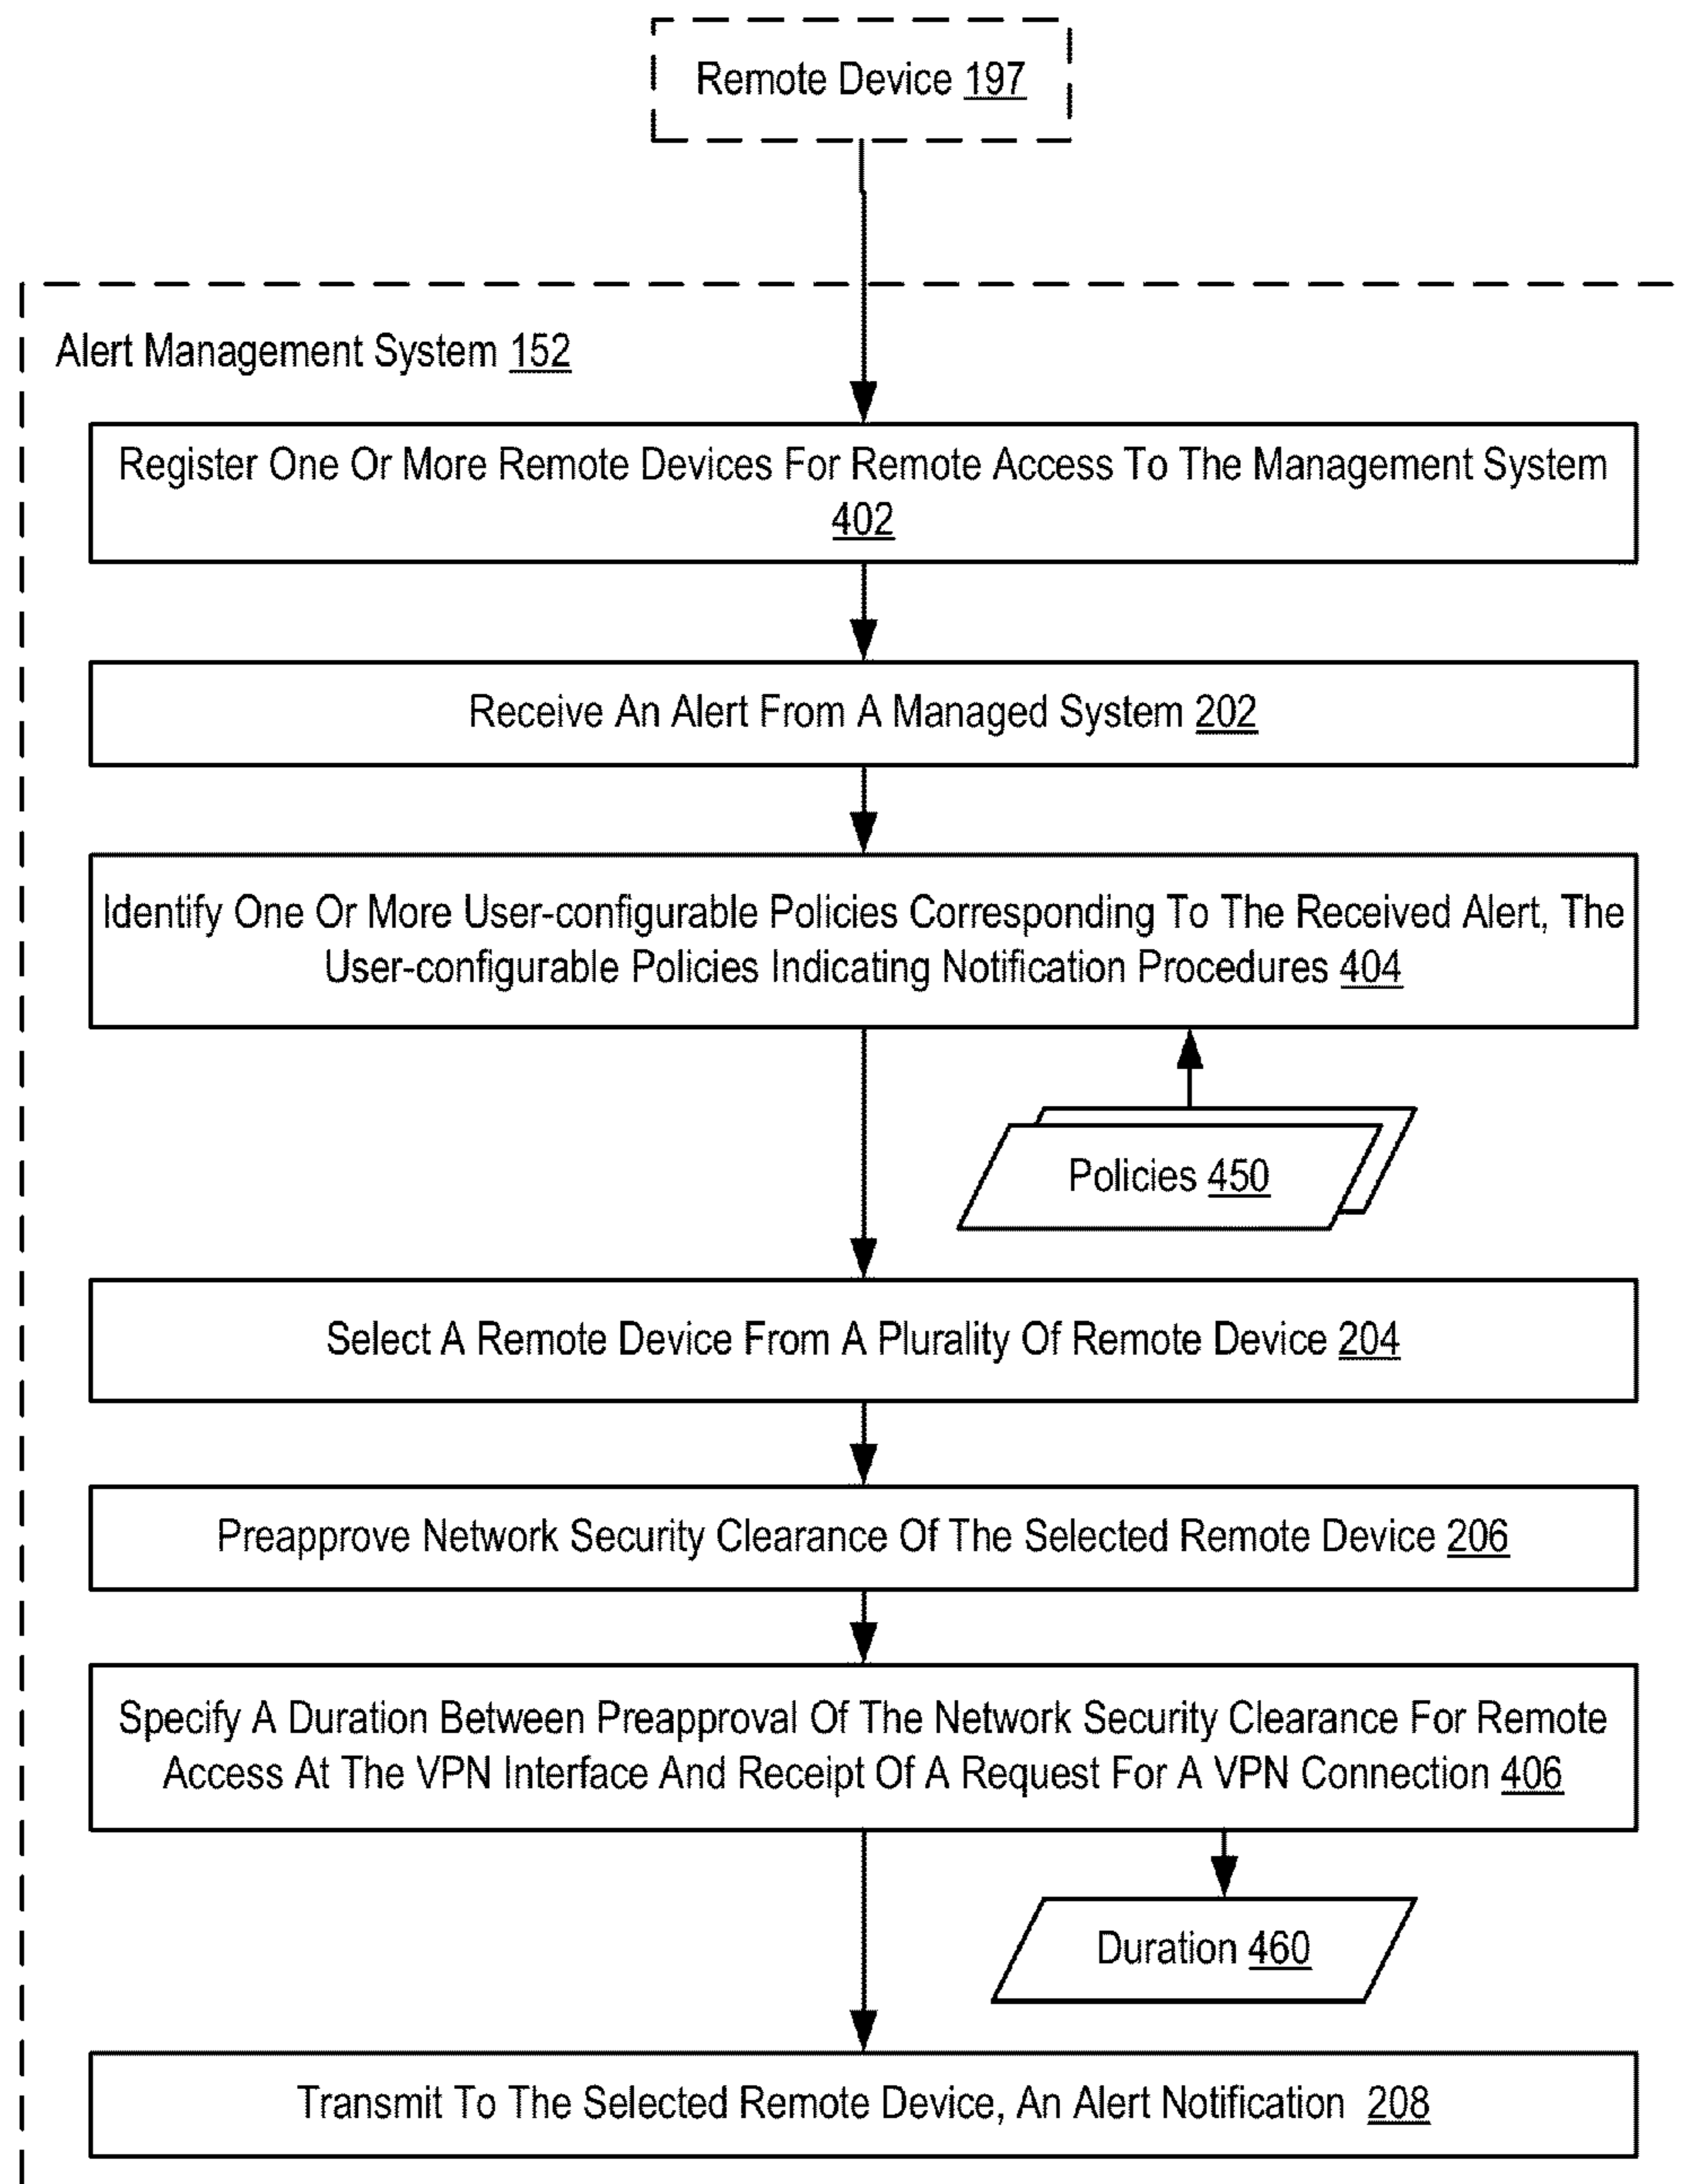 Remote Device 197
Alert Management System 152
Register One Or More Remote Devices For Remote Access To The Management System
402
Receive An Alert From A Managed System 202
Identify One Or More User-configurable Policies Corresponding To The Received Alert, The
User-configurable Policies Indicating Notification Procedures 404
Policies 450
Select A Remote Device From A Plurality Of Remote Device 204
Preapprove Network Security Clearance Of The Selected Remote Device 206
Specify A Duration Between Preapproval Of The Network Security Clearance For Remote
Access At The VPN Interface And Receipt Of A Request For A VPN Connection 406
Duration 460
Transmit To The Selected Remote Device, An Alert Notification 208